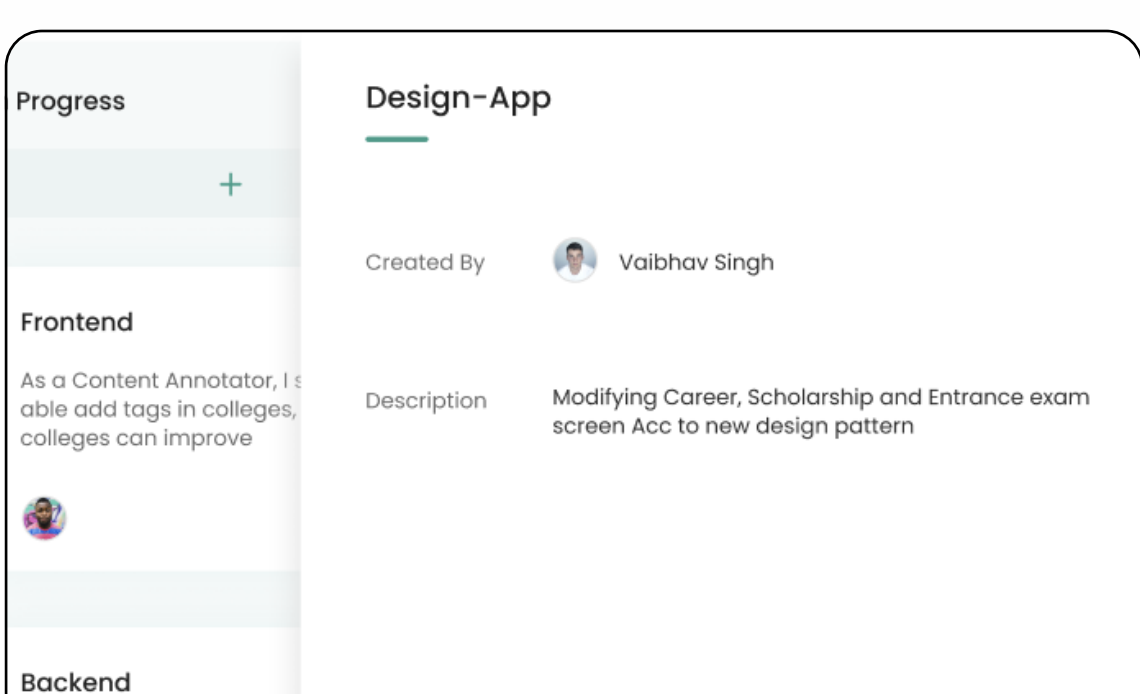 Progress
+
Frontend
As a Content Annotator, I
able add tags in colleges,
colleges can improve
Backend
Design-App
Created By
Vaibhav Singh
Description
Modifying Career, Scholarship and Entrance exam
screen Acc to new design pattern